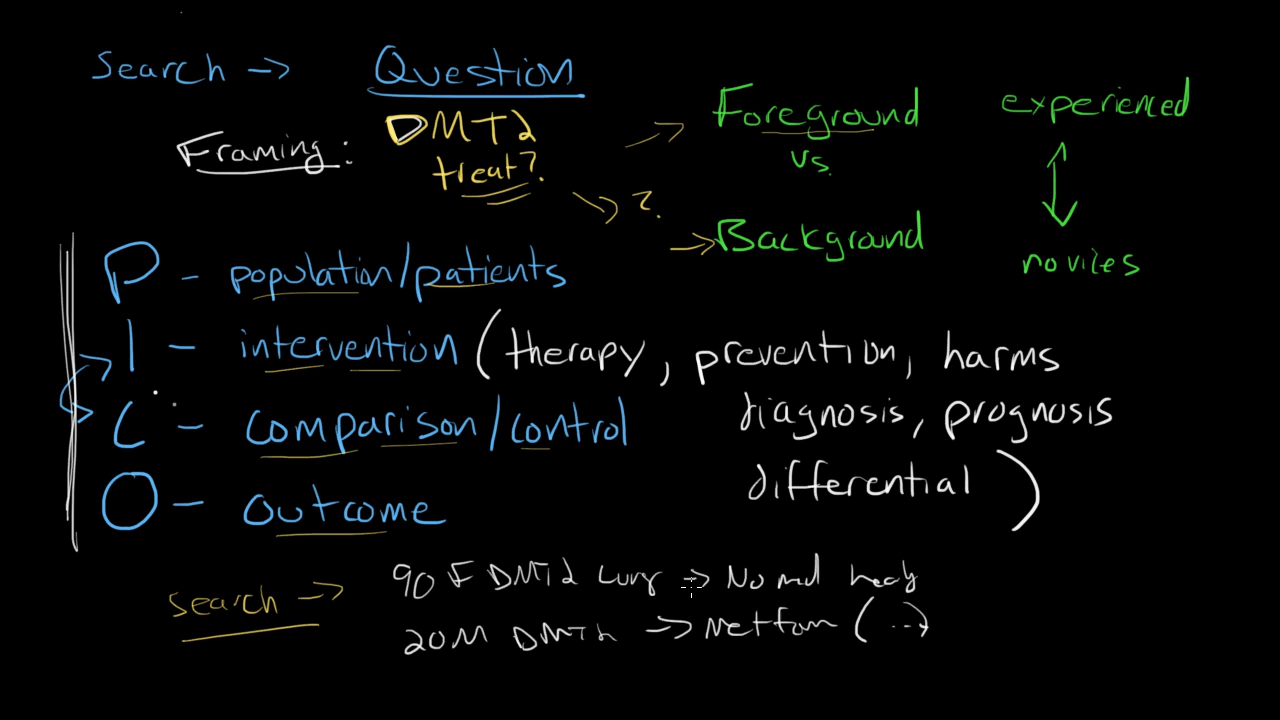 Search → Question
Framing: DMT2
treat?
→ Foreground
vs.
→ ?
→ Background
experienced
↕
novices
P - population/patients
I - intervention (therapy, prevention, harms
diagnosis, prognosis
differential)
C - comparison/control
O - outcome
search → 90 F DMT2 Lung → No med
20M DMT2 → Metform (...)